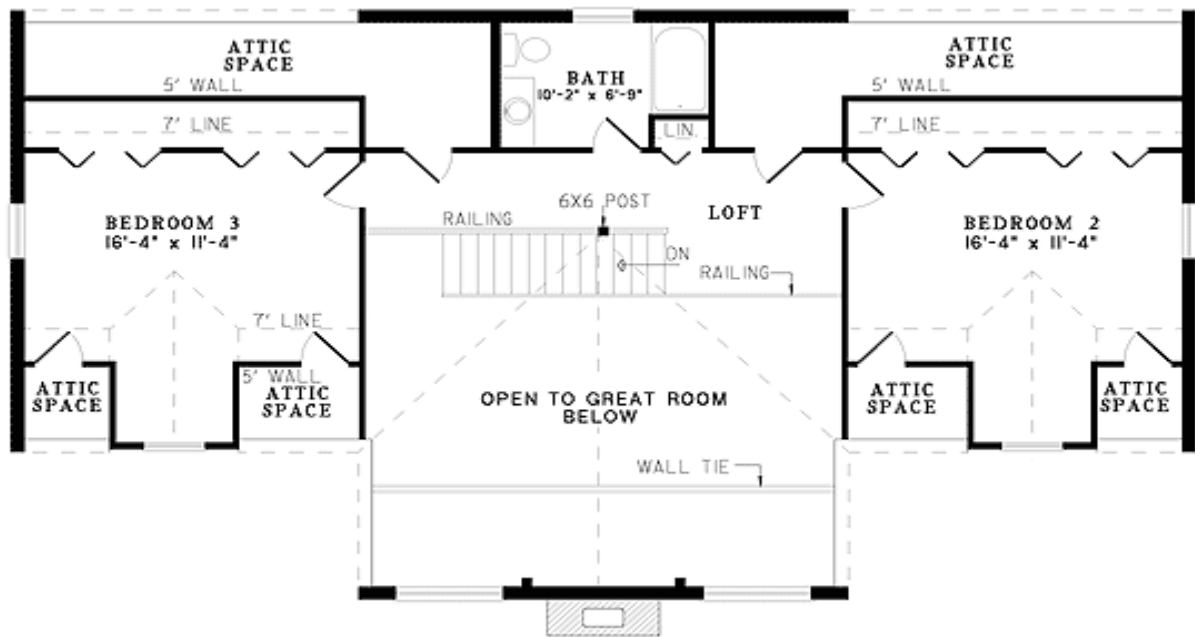 ATTIC
SPACE
5' WALL
7' LINE
BATH
10'-2" x 6'-9"
LIN.
ATTIC
SPACE
5' WALL
7' LINE
BEDROOM 3
16'-4" x 11'-4"
RAILING
6X6 POST
LOFT
DN
RAILING
BEDROOM 2
16'-4" x 11'-4"
7' LINE
5' WALL
ATTIC
SPACE
ATTIC
SPACE
OPEN TO GREAT ROOM
BELOW
ATTIC
SPACE
ATTIC
SPACE
WALL TIE